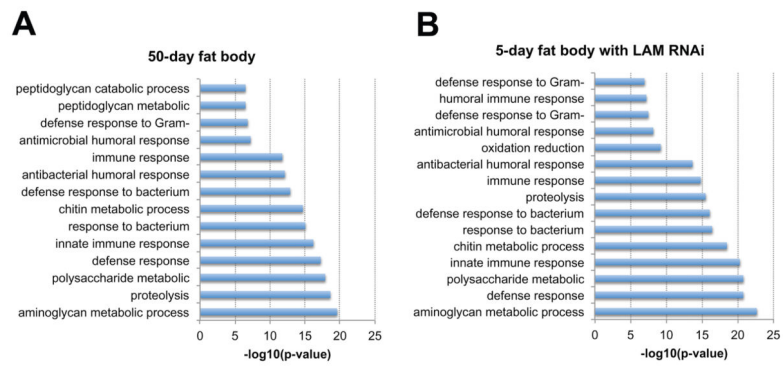 A
50-day fat body
peptidoglycan catabolic process
peptidoglycan metabolic
defense response to Gram-
antimicrobial humoral response
immune response
antibacterial humoral response
defense response to bacterium
chitin metabolic process
response to bacterium
innate immune response
defense response
polysaccharide metabolic
proteolysis
aminoglycan metabolic process
0 5 10 15 20 25
-log10(p-value)
B
5-day fat body with LAM RNAi
defense response to Gram-
humoral immune response
defense response to Gram-
antimicrobial humoral response
oxidation reduction
antibacterial humoral response
immune response
proteolysis
defense response to bacterium
response to bacterium
chitin metabolic process
innate immune response
polysaccharide metabolic
defense response
aminoglycan metabolic process
0 5 10 15 20 25
-log10(p-value)